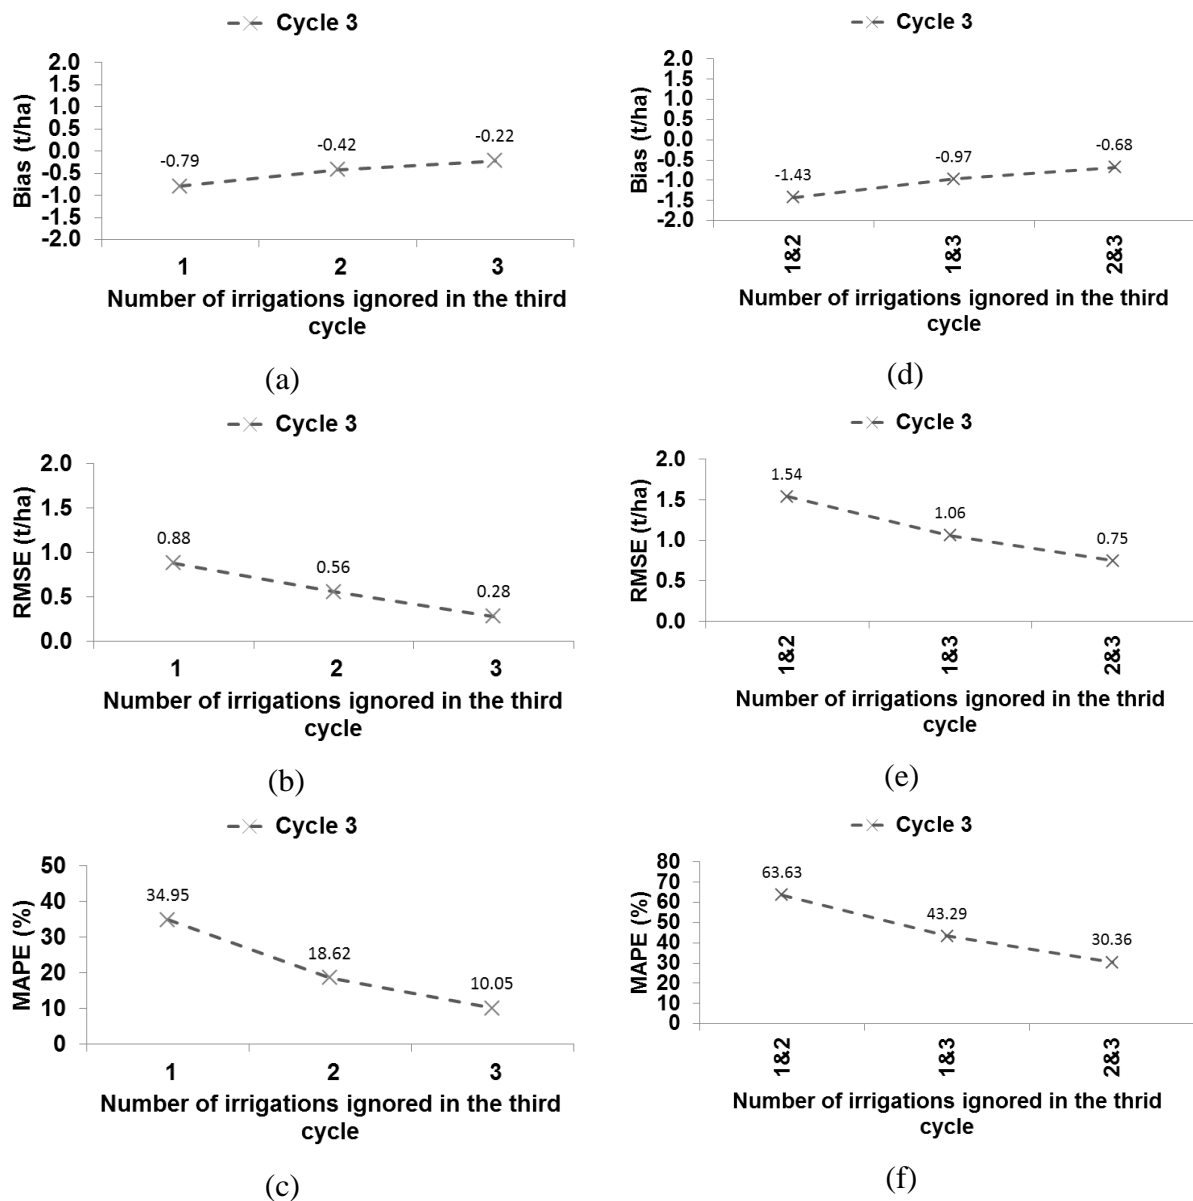 Cycle 3
2.0
1.5
1.0
0.5
0.0
-0.5
-1.0
-1.5
-2.0
Bias (t/ha)
-0.79
-0.42
-0.22
1 2 3
Number of irrigations ignored in the third
cycle
(a)
Cycle 3
2.0
1.5
1.0
0.5
0.0
-0.5
-1.0
-1.5
-2.0
Bias (t/ha)
-1.43
-0.97
-0.68
1&2 1&3 2&3
Number of irrigations ignored in the third
cycle
(d)
Cycle 3
2.0
1.5
1.0
0.5
0.0
RMSE (t/ha)
0.88
0.56
0.28
1 2 3
Number of irrigations ignored in the third
cycle
(b)
Cycle 3
2.0
1.5
1.0
0.5
0.0
RMSE (t/ha)
1.54
1.06
0.75
1&2 1&3 2&3
Number of irrigations ignored in the thrid
cycle
(e)
Cycle 3
50
40
30
20
10
0
MAPE (%)
34.95
18.62
10.05
1 2 3
Number of irrigations ignored in the third
cycle
(c)
Cycle 3
80
70
60
50
40
30
20
10
0
MAPE (%)
63.63
43.29
30.36
1&2 1&3 2&3
Number of irrigations ignored in the thrid
cycle
(f)